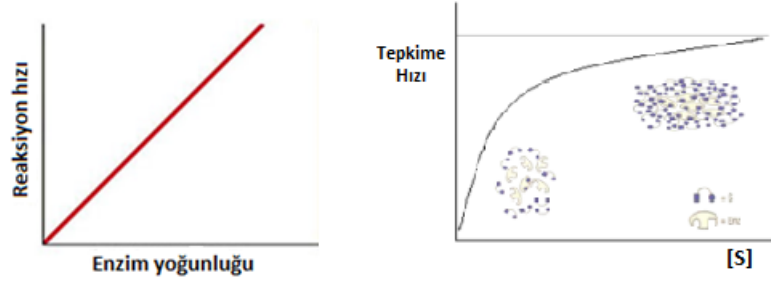 Reaksiyon hızı
Enzim yoğunluğu
Tepkime
Hızı
= S
[S]